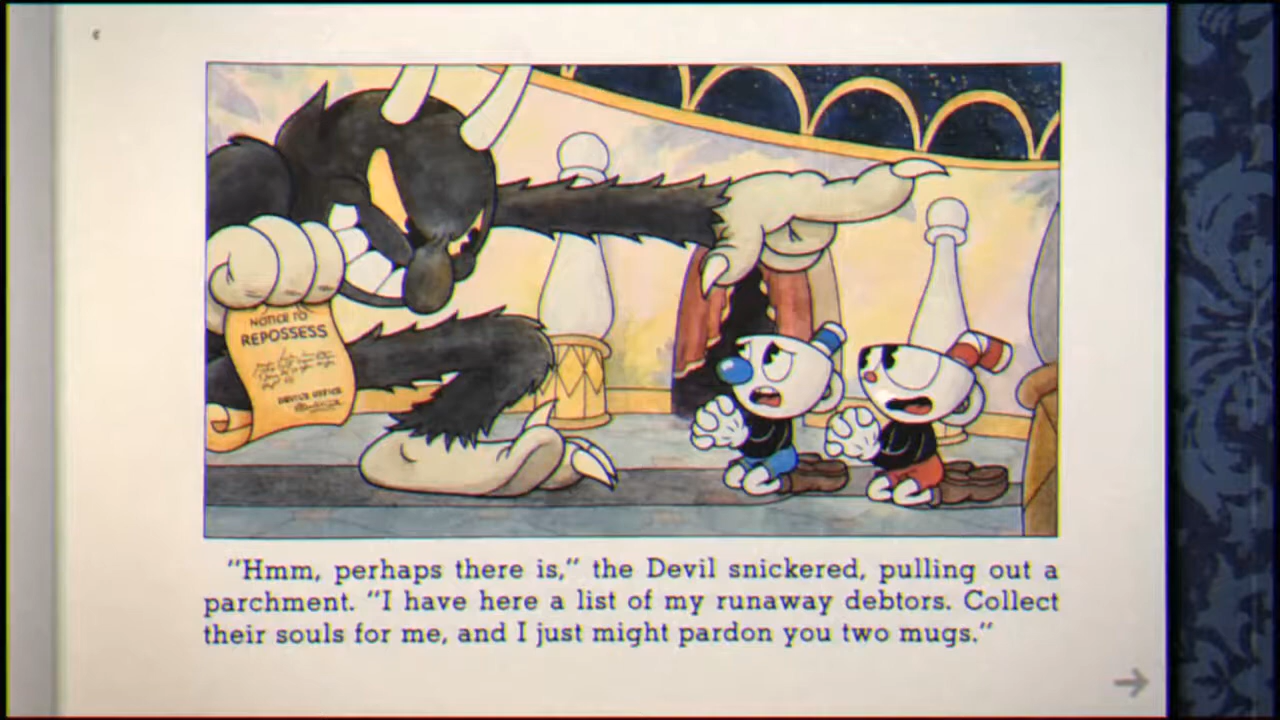 NOTICE TO
REPOSSESS
"Hmm, perhaps there is," the Devil snickered, pulling out a
parchment. "I have here a list of my runaway debtors. Collect
their souls for me, and I just might pardon you two mugs."